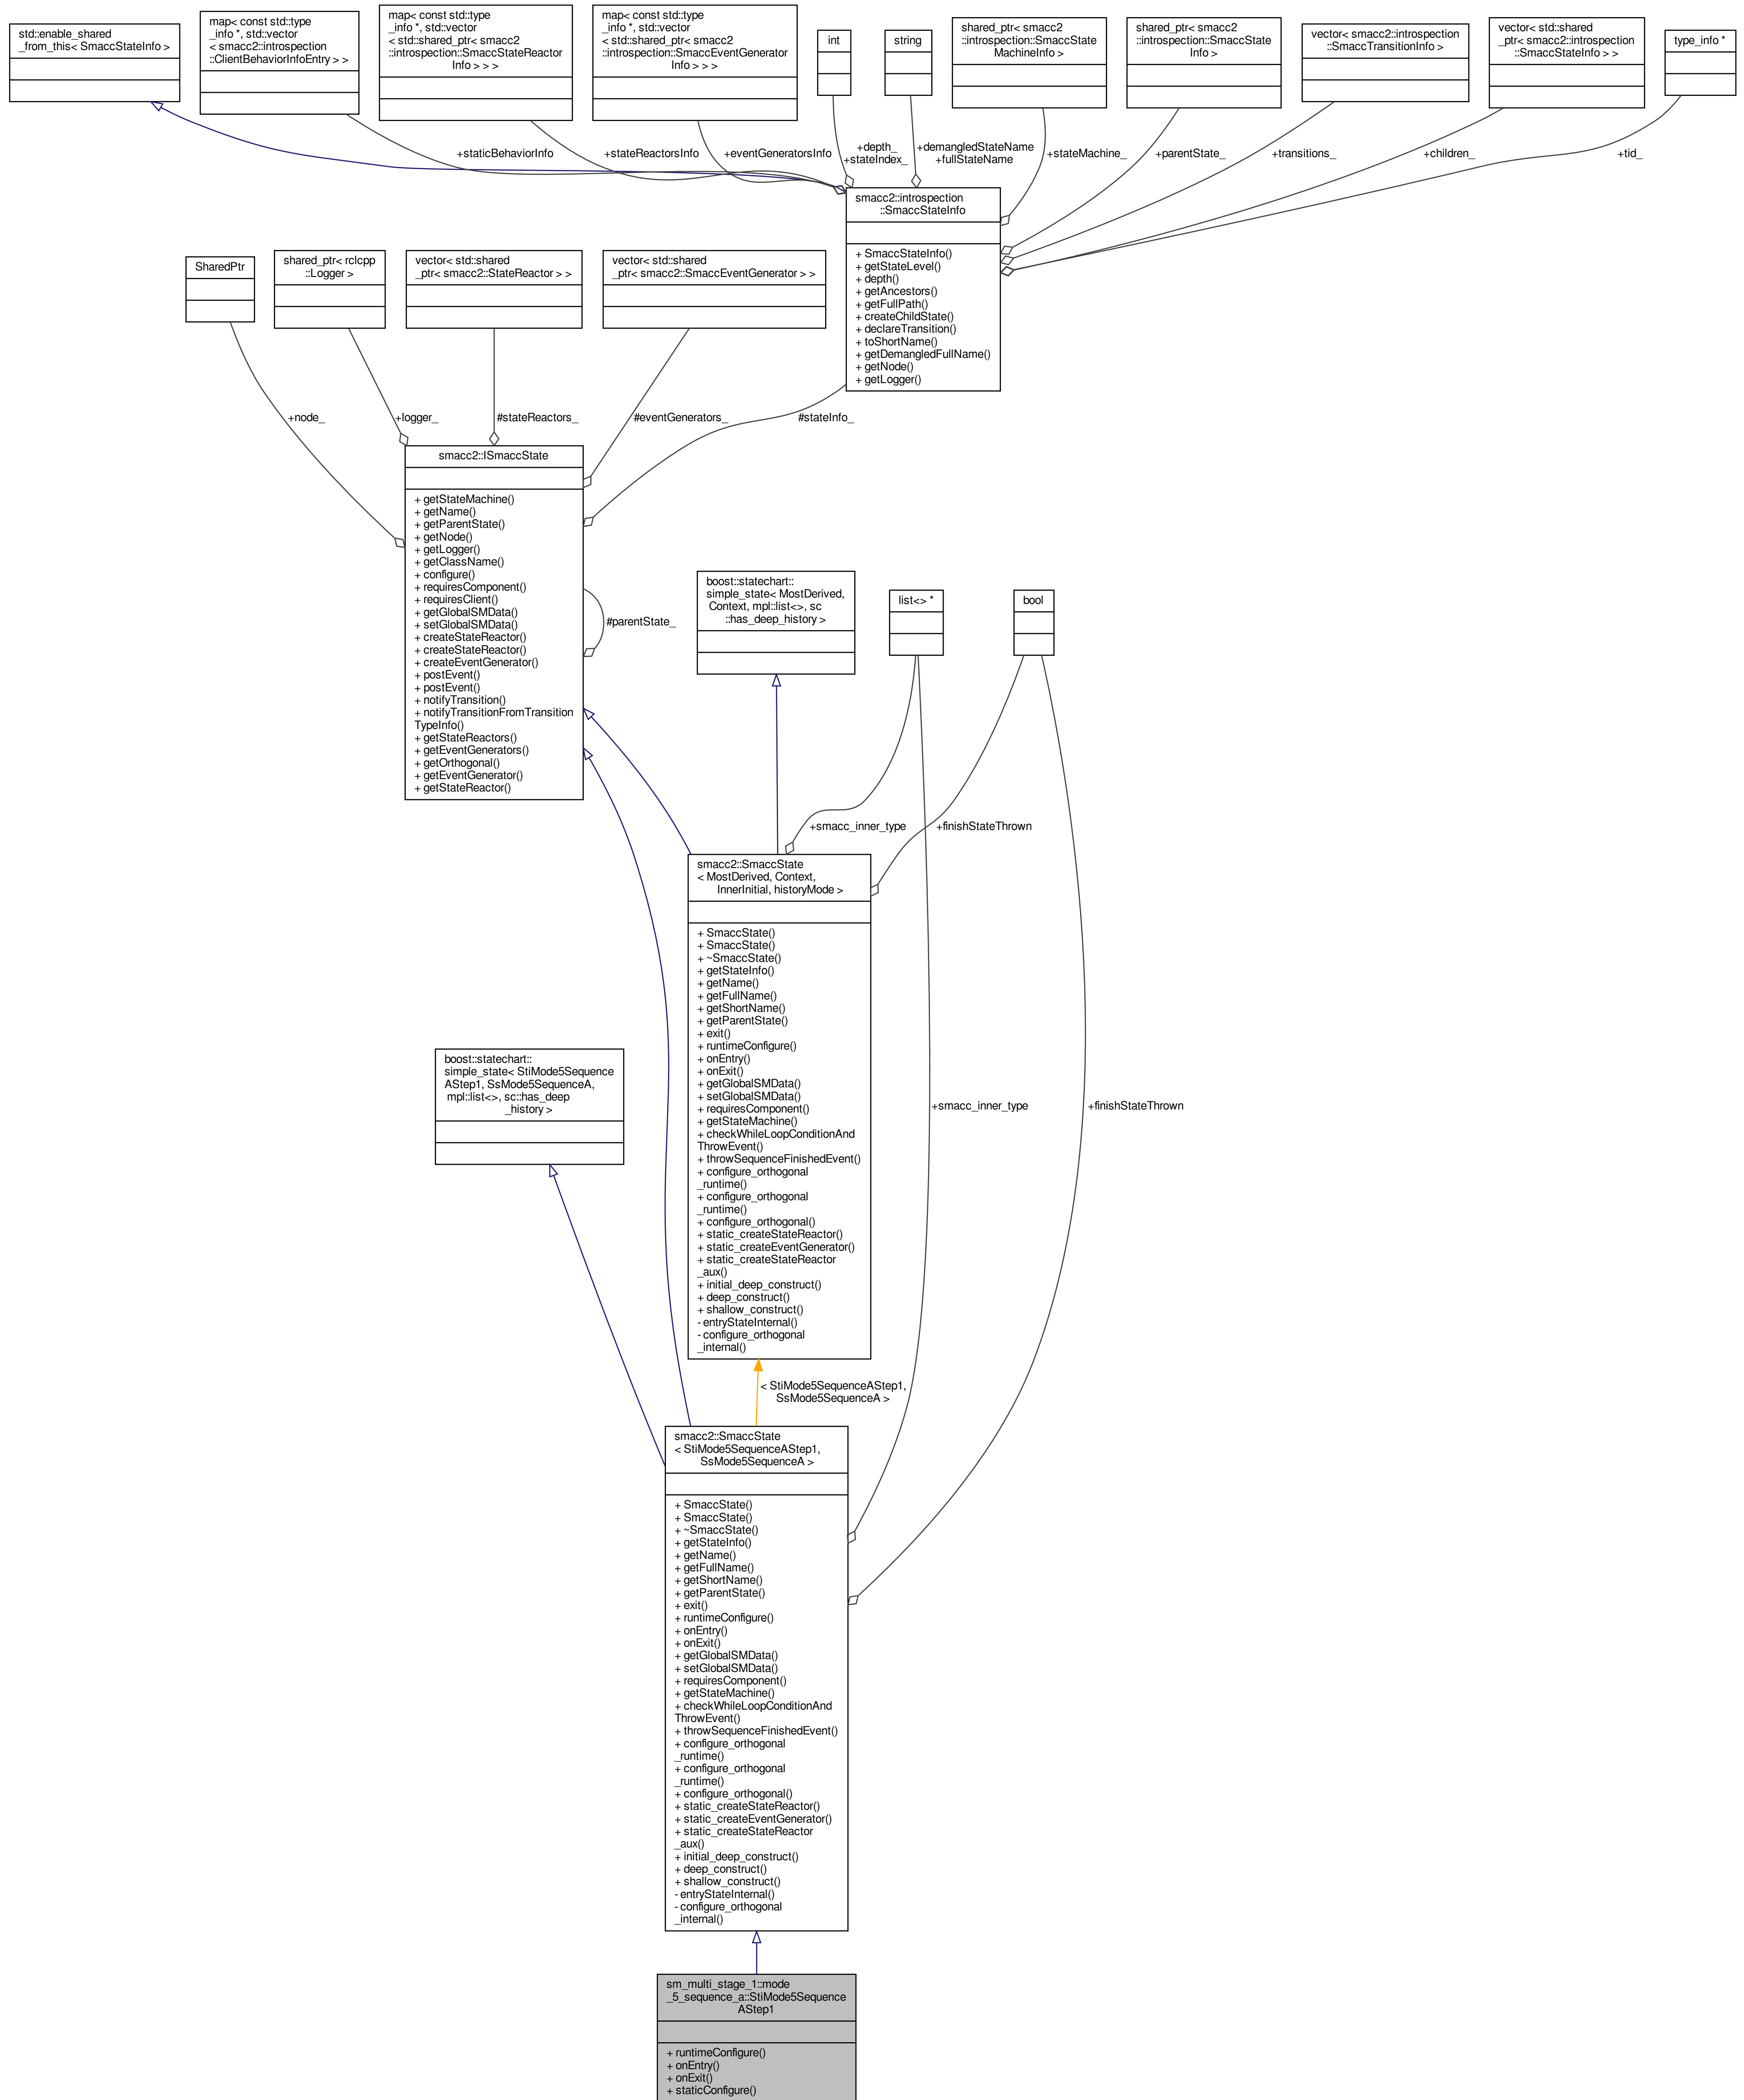 std::enable_shared
_from_this< SmaccStateInfo >
map< const std::type
_info *, std::vector
< smacc2::introspection
::ClientBehaviorInfoEntry > >
map< const std::type
_info *, std::vector
< std::shared_ptr< smacc2
::introspection::SmaccStateReactor
Info > > >
map< const std::type
_info *, std::vector
< std::shared_ptr< smacc2
::introspection::SmaccEventGenerator
Info > > >
int
string
shared_ptr< smacc2
::introspection::SmaccState
MachineInfo >
shared_ptr< smacc2
::introspection::SmaccState
Info >
vector< smacc2::introspection
::SmaccTransitionInfo >
vector< std::shared
_ptr< smacc2::introspection
::SmaccStateInfo > >
type_info *
+staticBehaviorInfo
+stateReactorsInfo
+eventGeneratorsInfo
+depth_
+stateIndex_
+demangledStateName
+fullStateName
+stateMachine_
+parentState_
+transitions_
+children_
+tid_
smacc2::introspection
::SmaccStateInfo
+ SmaccStateInfo()
+ getStateLevel()
+ depth()
+ getAncestors()
+ getFullPath()
+ createChildState()
+ declareTransition()
+ toShortName()
+ getDemangledFullName()
+ getNode()
+ getLogger()
SharedPtr
shared_ptr< rclcpp
::Logger >
vector< std::shared
_ptr< smacc2::StateReactor > >
vector< std::shared
_ptr< smacc2::SmaccEventGenerator > >
+node_
+logger_
#stateReactors_
#eventGenerators_
#stateInfo_
smacc2::ISmaccState
+ getStateMachine()
+ getName()
+ getParentState()
+ getNode()
+ getLogger()
+ getClassName()
+ configure()
+ requiresComponent()
+ requiresClient()
+ getGlobalSMData()
+ setGlobalSMData()
+ createStateReactor()
+ createStateReactor()
+ createEventGenerator()
+ postEvent()
+ postEvent()
+ notifyTransition()
+ notifyTransitionFromTransition
TypeInfo()
+ getStateReactors()
+ getEventGenerators()
+ getOrthogonal()
+ getEventGenerator()
+ getStateReactor()
#parentState_
boost::statechart::
simple_state< MostDerived,
Context, mpl::list<>, sc
::has_deep_history >
list<> *
bool
+smacc_inner_type
+finishStateThrown
smacc2::SmaccState
< MostDerived, Context,
InnerInitial, historyMode >
+ SmaccState()
+ SmaccState()
+ ~SmaccState()
+ getStateInfo()
+ getName()
+ getFullName()
+ getShortName()
+ getParentState()
+ exit()
+ runtimeConfigure()
+ onEntry()
+ onExit()
+ getGlobalSMData()
+ setGlobalSMData()
+ requiresComponent()
+ getStateMachine()
+ checkWhileLoopConditionAnd
ThrowEvent()
+ throwSequenceFinishedEvent()
+ configure_orthogonal
_runtime()
+ configure_orthogonal
_runtime()
+ configure_orthogonal()
+ static_createStateReactor()
+ static_createEventGenerator()
+ static_createStateReactor
_aux()
+ initial_deep_construct()
+ deep_construct()
+ shallow_construct()
- entryStateInternal()
- configure_orthogonal
_internal()
boost::statechart::
simple_state< StiMode5Sequence
AStep1, SsMode5SequenceA,
mpl::list<>, sc::has_deep
_history >
+smacc_inner_type
+finishStateThrown
< StiMode5SequenceAStep1,
SsMode5SequenceA >
smacc2::SmaccState
< StiMode5SequenceAStep1,
SsMode5SequenceA >
+ SmaccState()
+ SmaccState()
+ ~SmaccState()
+ getStateInfo()
+ getName()
+ getFullName()
+ getShortName()
+ getParentState()
+ exit()
+ runtimeConfigure()
+ onEntry()
+ onExit()
+ getGlobalSMData()
+ setGlobalSMData()
+ requiresComponent()
+ getStateMachine()
+ checkWhileLoopConditionAnd
ThrowEvent()
+ throwSequenceFinishedEvent()
+ configure_orthogonal
_runtime()
+ configure_orthogonal
_runtime()
+ configure_orthogonal()
+ static_createStateReactor()
+ static_createEventGenerator()
+ static_createStateReactor
_aux()
+ initial_deep_construct()
+ deep_construct()
+ shallow_construct()
- entryStateInternal()
- configure_orthogonal
_internal()
sm_multi_stage_1::mode
_5_sequence_a::StiMode5Sequence
AStep1
+ runtimeConfigure()
+ onEntry()
+ onExit()
+ staticConfigure()